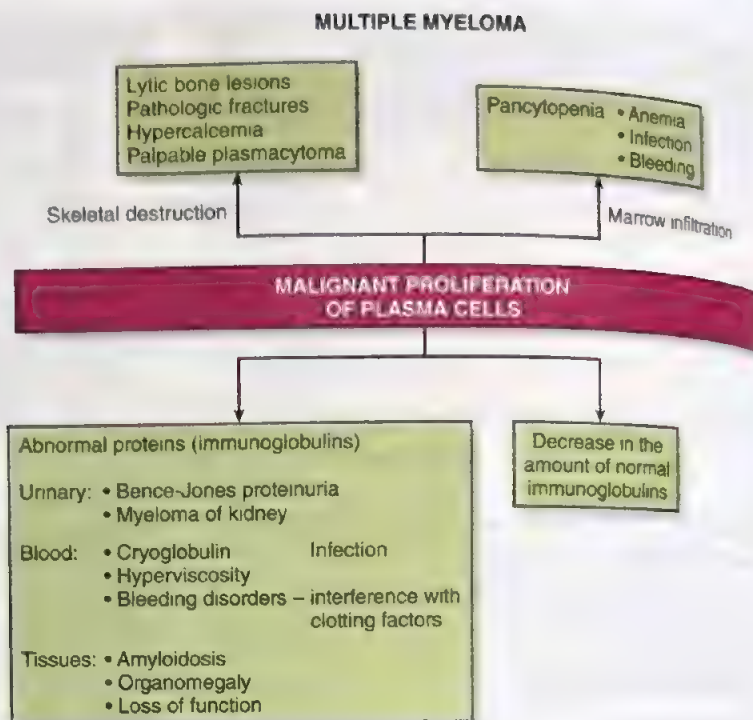 MULTIPLE MYELOMA
Lytic bone lesions
Pathologic fractures
Hypercalcemia
Palpable plasmacytoma
Pancytopenia • Anemia
• Infection
• Bleeding
Skeletal destruction
Marrow infiltration
MALIGNANT PROLIFERATION
OF PLASMA CELLS
Abnormal proteins (immunoglobulins)
Urinary: • Bence-Jones proteinuria
• Myeloma of kidney
Blood: • Cryoglobulin Infection
• Hyperviscosity
• Bleeding disorders – interference with
clotting factors
Tissues: • Amyloidosis
• Organomegaly
• Loss of function
Decrease in the
amount of normal
immunoglobulins